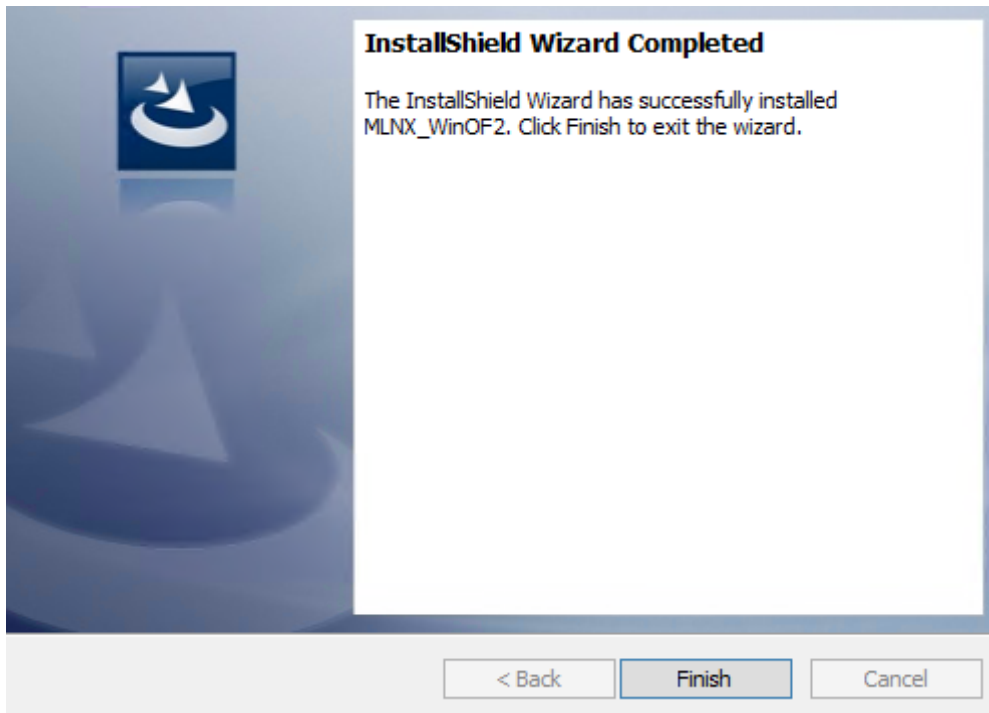 InstallShield Wizard Completed
The InstallShield Wizard has successfully installed
MLNX_WinOF2. Click Finish to exit the wizard.
< Back
Finish
Cancel